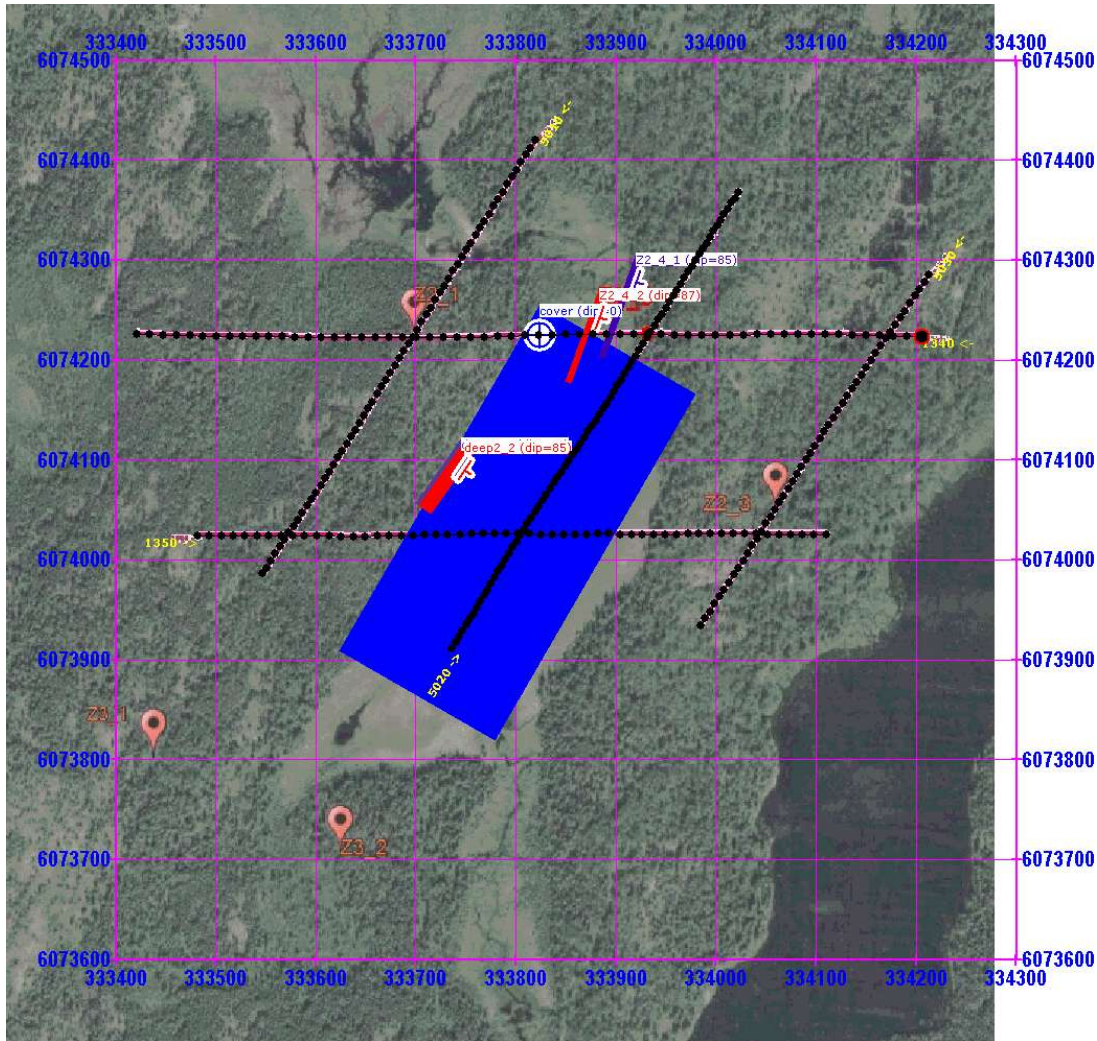 333400 333500 333600 333700 333800 333900 334000 334100 334200 334300
6074500 6074500
5010 <-
6074400 6074400
6074300 6074300
Z2_4_1 (dip=85)
Z2_1
Z2_4_2 (dip=87)
cover (dip=-0)
1340 <-
6074200 6074200
6074100 6074100
deep2_2 (dip=85)
Z2_3
1350 ->
6074000 6074000
6073900 6073900
5020 ->
Z3_1
6073800 6073800
Z3_2
6073700 6073700
6073600 6073600
333400 333500 333600 333700 333800 333900 334000 334100 334200 334300